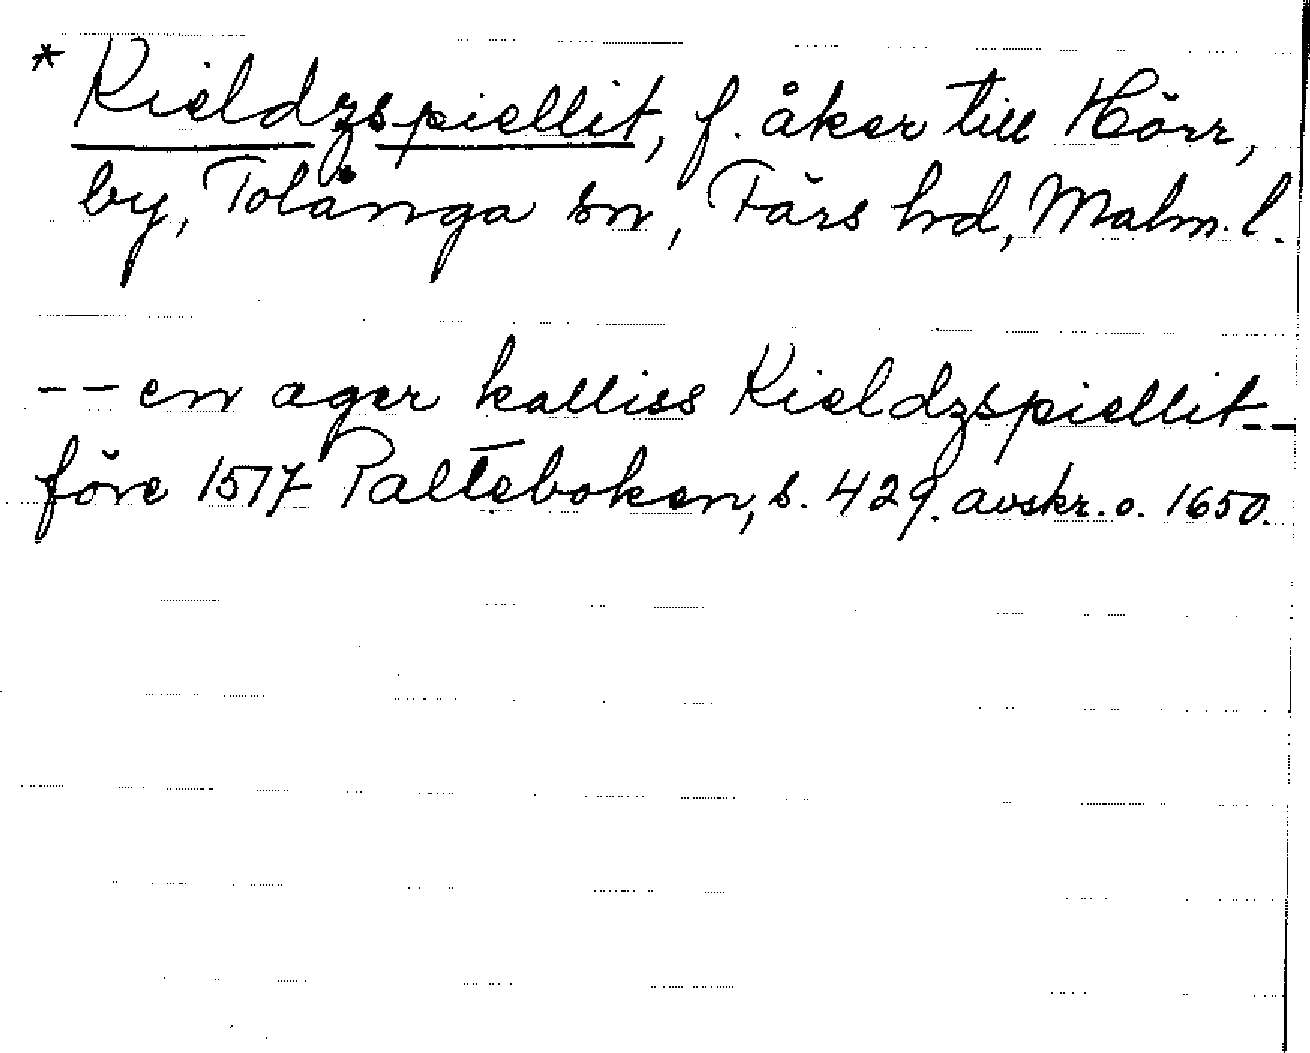 * Kieldzspiellit, f. åker till Hörr,
by, Tolånga sn, Färs hrd, Malm. l.
-- en ager kalliss Kieldzspiellit --
före 1517 Palteboken, s. 429. avskr. o. 1650.